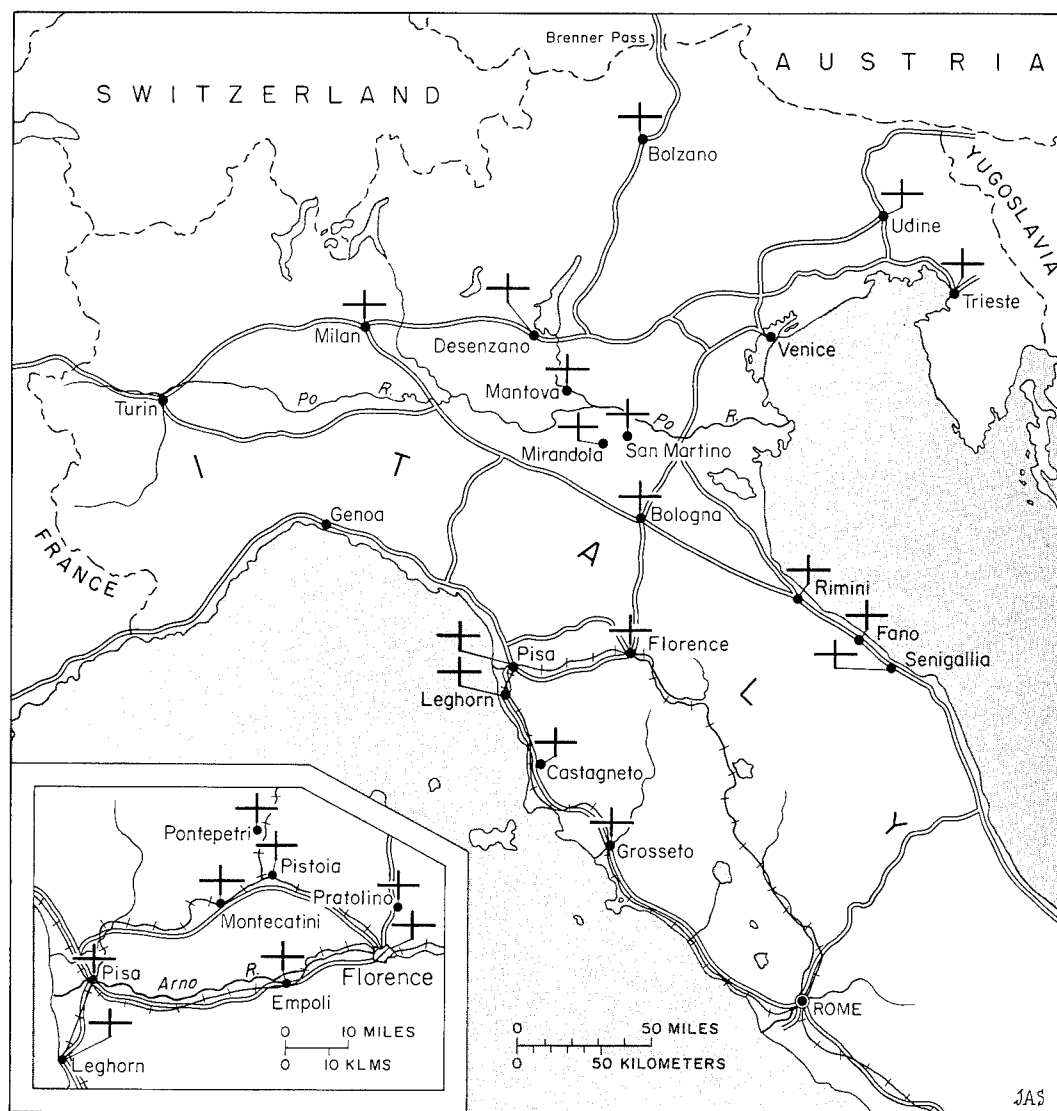 Brenner Pass
AUSTRIA
SWITZERLAND
Bolzano
YUGOSLAVIA
Udine
Trieste
Milan
Desenzano
Venice
Mantova
Turin
Po R.
Po R.
Mirandola
San Martino
ITALY
Genoa
Bologna
FRANCE
Rimini
Fano
Florence
Pisa
Senigallia
Leghorn
Castagneto
Grosseto
ROME
Pontepetri
Pistoia
Pratolino
Montecatini
Florence
Pisa
Arno R.
Empoli
Leghorn
0 10 MILES
0 10 KLMS
0 50 MILES
0 50 KILOMETERS
JAS